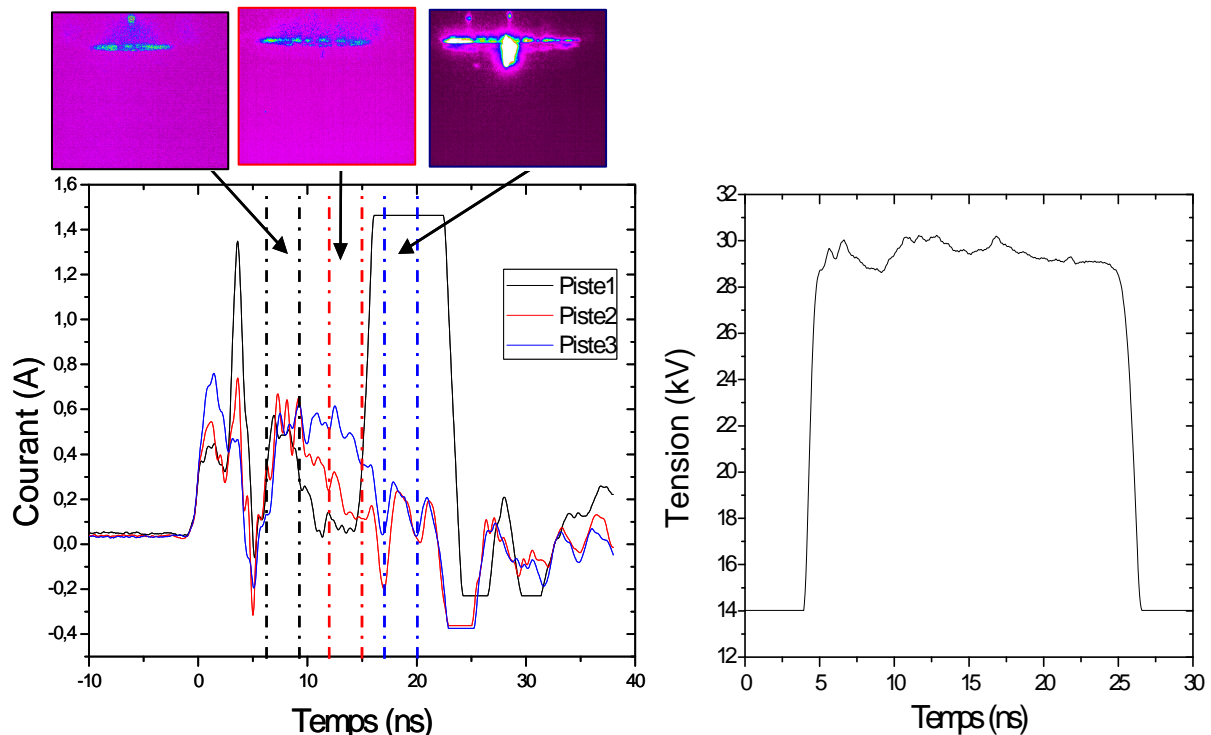 1,6
1,4
1,2
1,0
0,8
0,6
0,4
0,2
0,0
-0,2
-0,4
Courant (A)
-10 0 10 20 30 40
Temps (ns)
Piste1
Piste2
Piste3
32
30
28
26
24
22
20
18
16
14
12
Tension (kV)
0 5 10 15 20 25 30
Temps (ns)